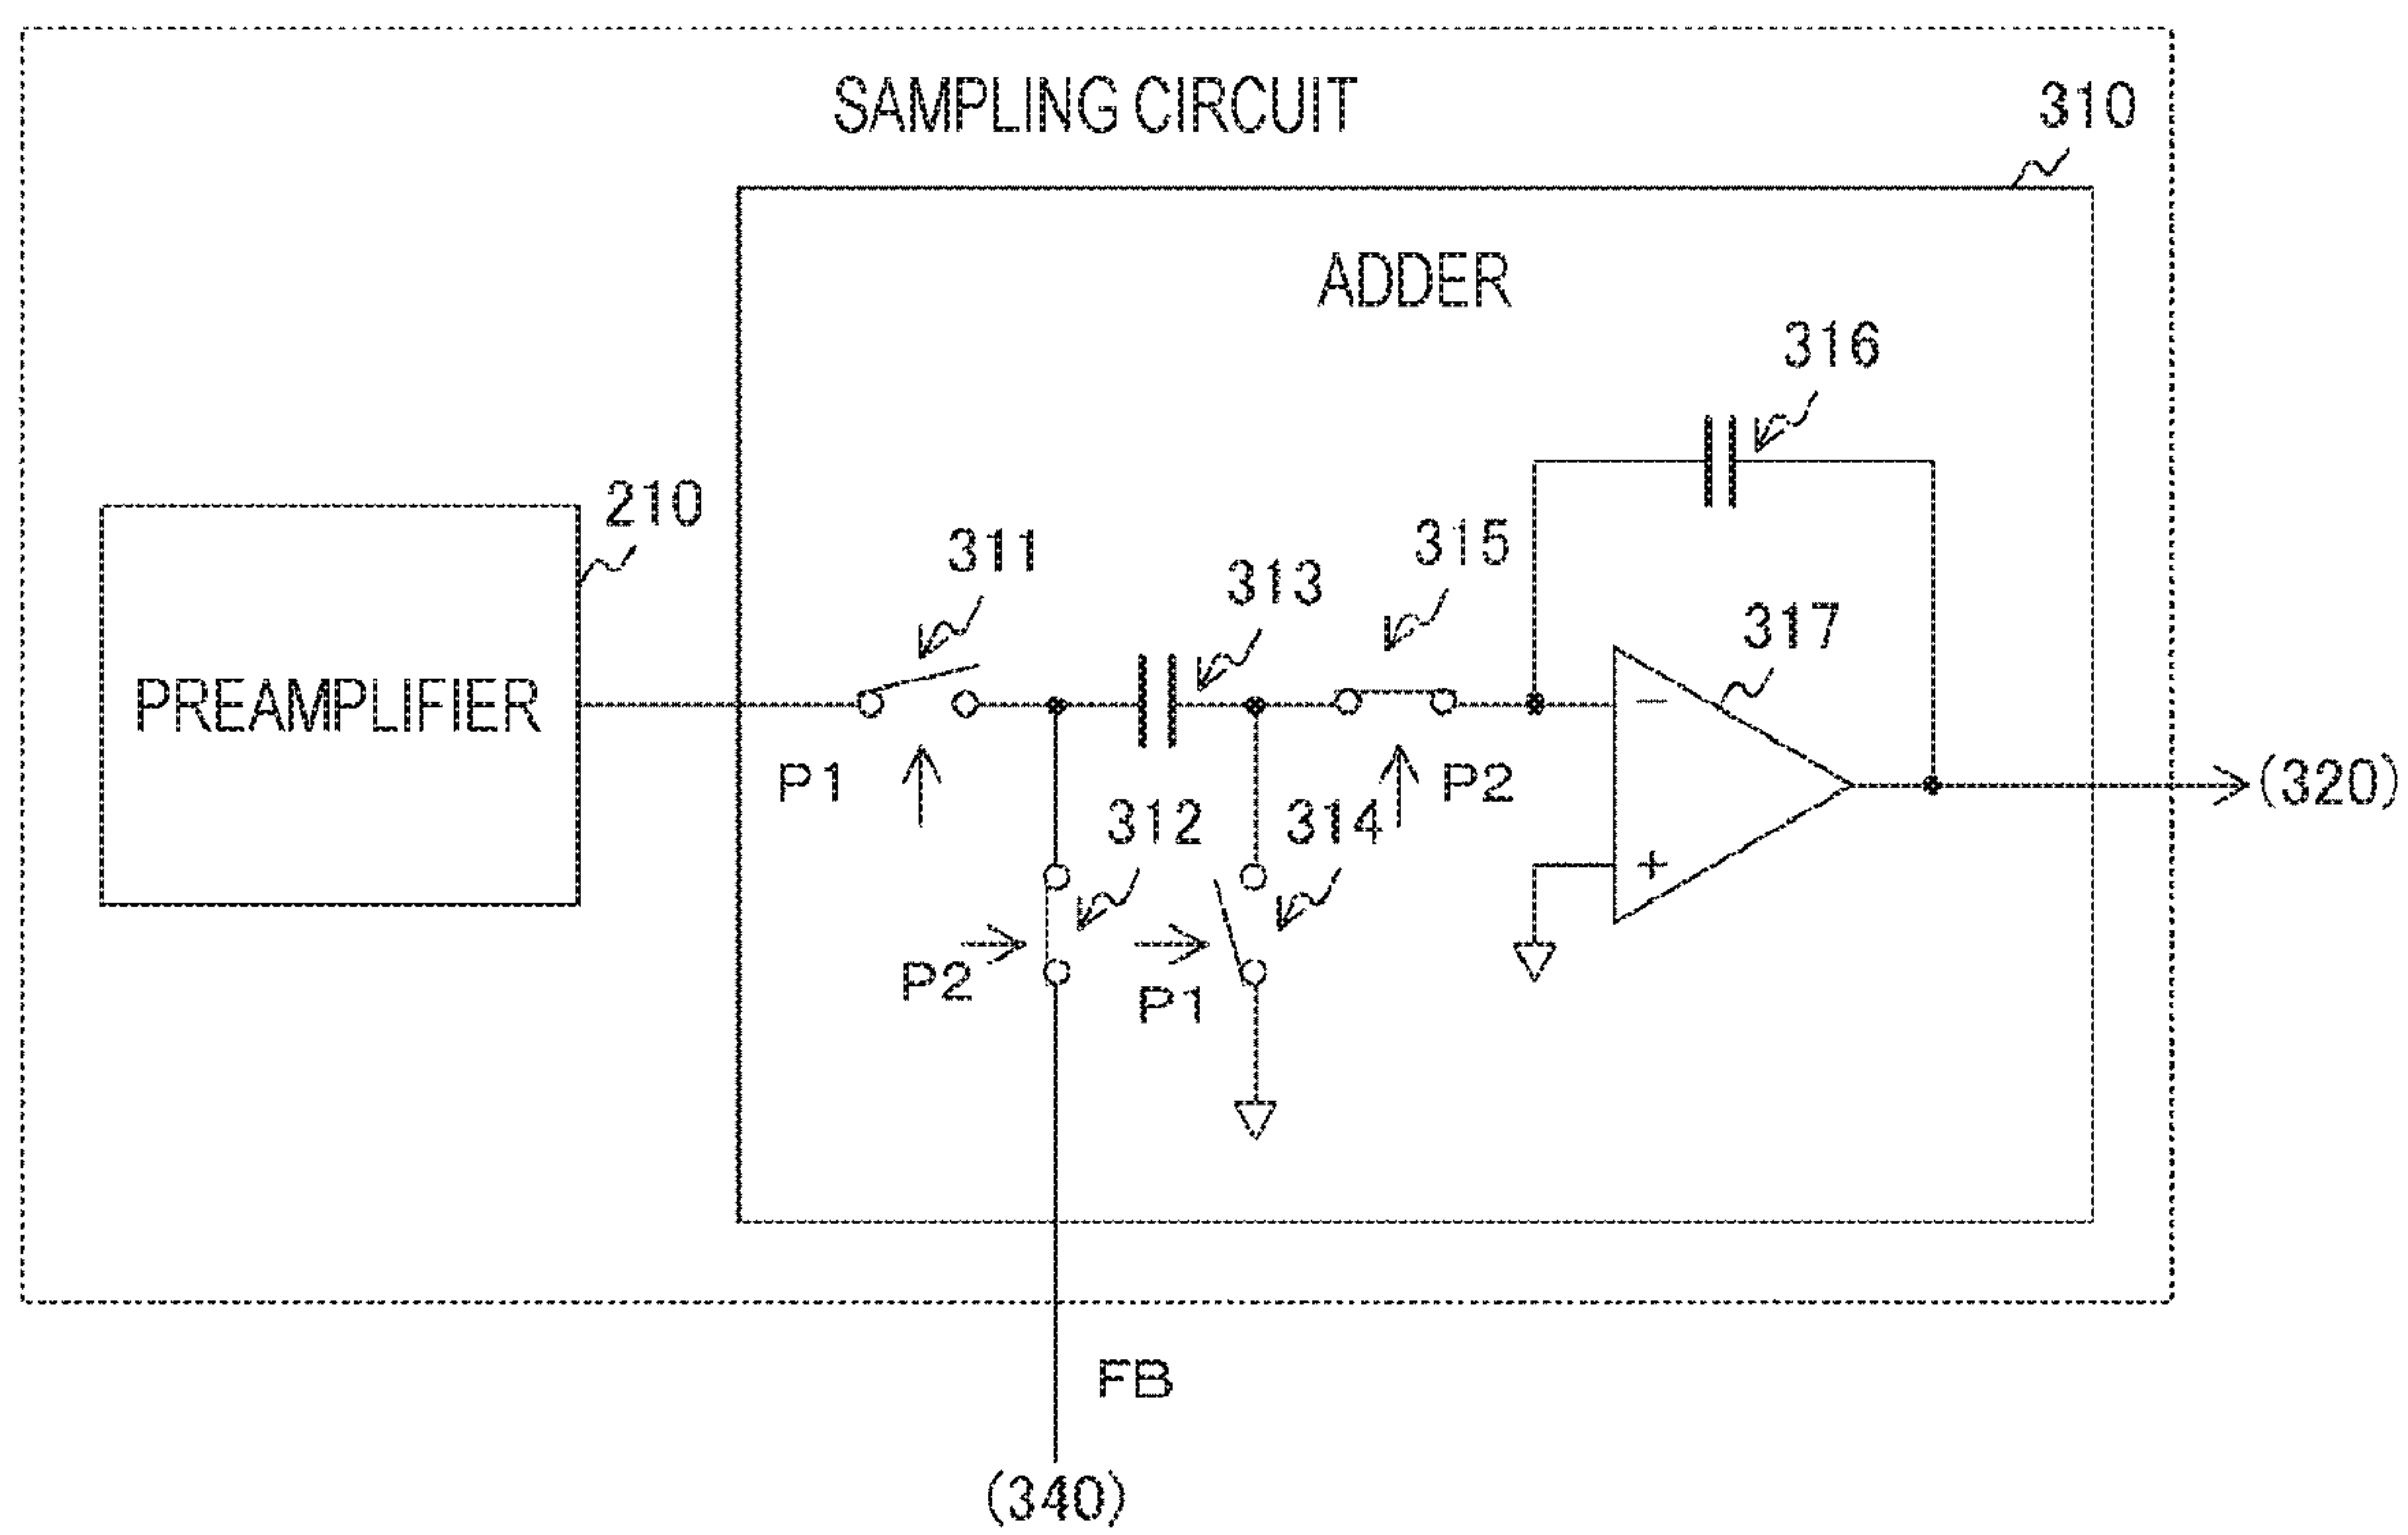 SAMPLING CIRCUIT
310
ADDER
316
210
311
313
315
317
PREAMPLIFIER
−
P1
P2
312
314
+
(320)
P2
P1
FB
(340)